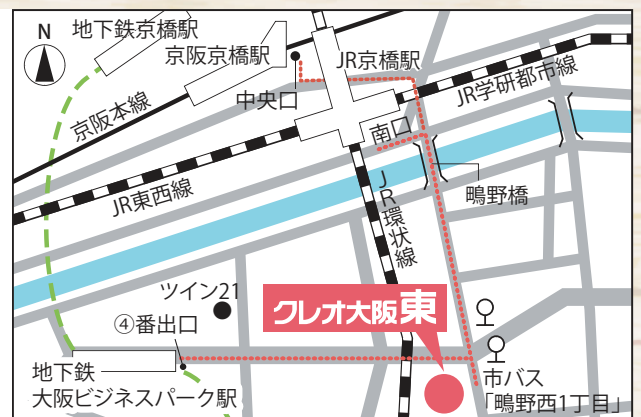 N
地下鉄京橋駅
京阪京橋駅
JR京橋駅
中央口
JR学研都市線
京阪本線
南口
JR東西線
鴫野橋
JR環状線
ツイン21
クレオ大阪東
④番出口
地下鉄
大阪ビジネスパーク駅
市バス
「鴫野西1丁目」